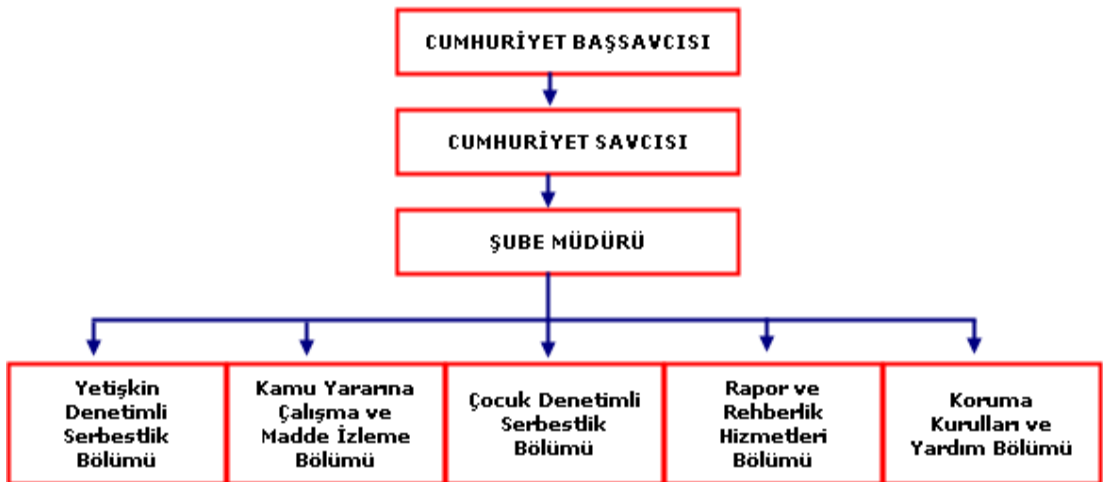 CUMHURİYET BAŞSAVCISI
CUMHURİYET SAVCISI
ŞUBE MÜDÜRÜ
Yetişkin
Denetimli
Serbestlik
Bölümü
Kamu Yararına
Çalışma ve
Madde İzleme
Bölümü
Çocuk Denetimli
Serbestlik
Bölümü
Rapor ve
Rehberlik
Hizmetleri
Bölümü
Koruma
Kurulları ve
Yardım Bölümü